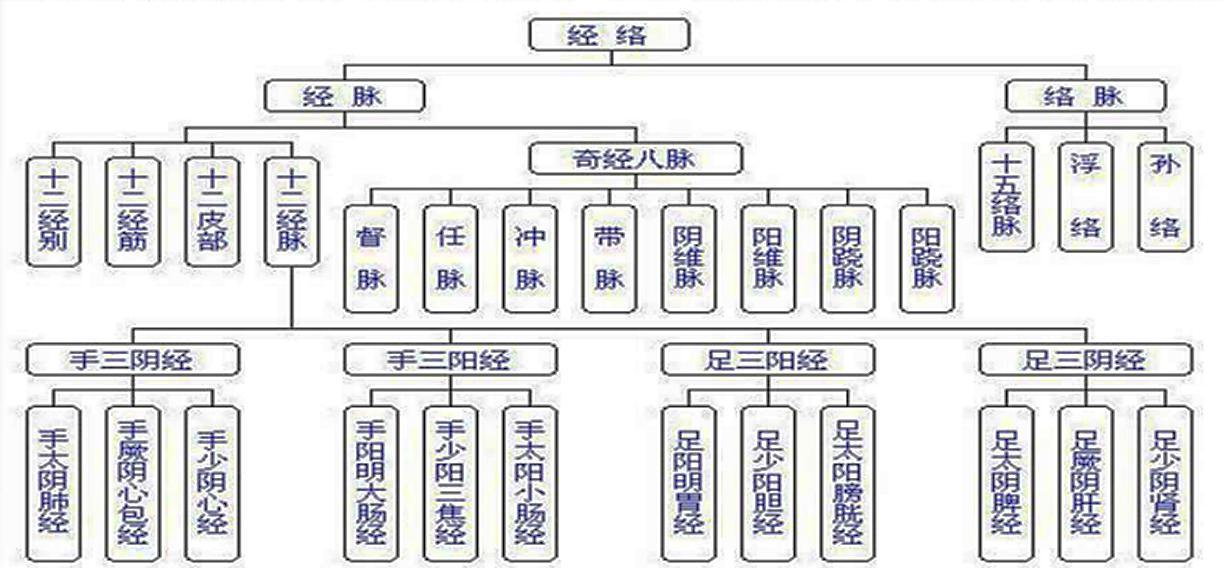 经 络
经 脉
络 脉
奇经八脉
十二经别
十二经筋
十二皮部
十二经脉
督脉
任脉
冲脉
带脉
阴维脉
阳维脉
阴跷脉
阳跷脉
十五络脉
浮络
孙络
手三阴经
手三阳经
足三阳经
足三阴经
手太阴肺经
手厥阴心包经
手少阴心经
手阳明大肠经
手少阳三焦经
手太阳小肠经
足阳明胃经
足少阳胆经
足太阳膀胱经
足太阴脾经
足厥阴肝经
足少阴肾经